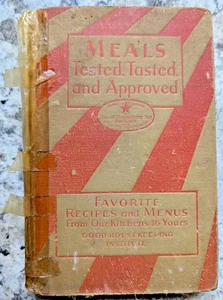 MEALS
Tested, Tasted,
and Approved
FAVORITE
RECIPES and MENUS
From Our Kitchens to Yours
GOOD HOUSEKEEPING
INSTITUTE